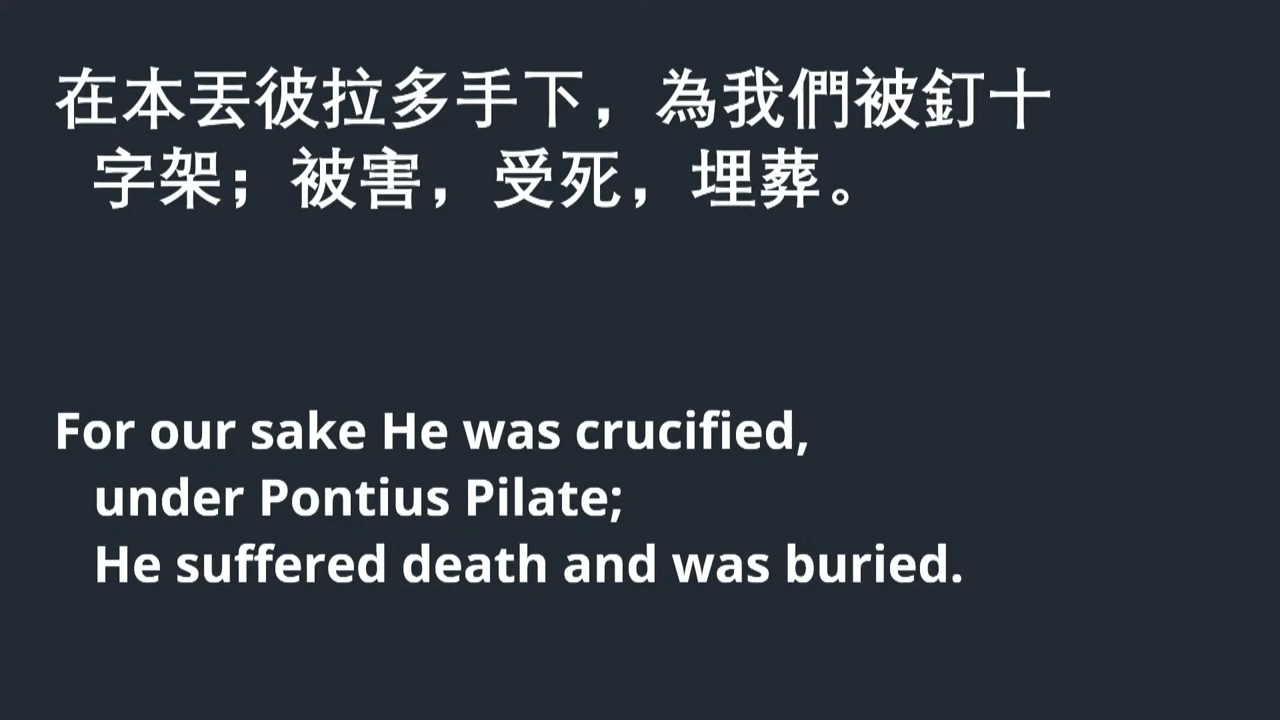 在本丟彼拉多手下，為我們被釘十
字架；被害，受死，埋葬。
For our sake He was crucified,
under Pontius Pilate;
He suffered death and was buried.